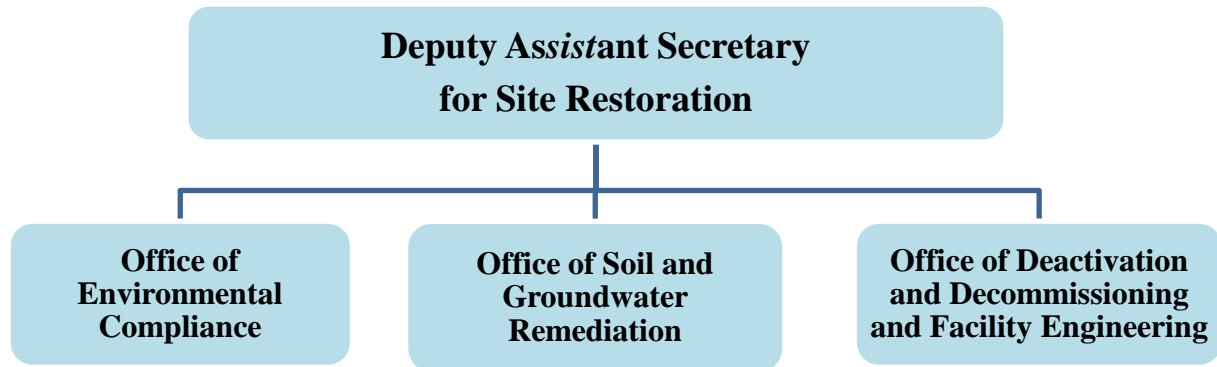 Deputy Assistant Secretary
for Site Restoration
Office of
Environmental
Compliance
Office of Soil and
Groundwater
Remediation
Office of Deactivation
and Decommissioning
and Facility Engineering